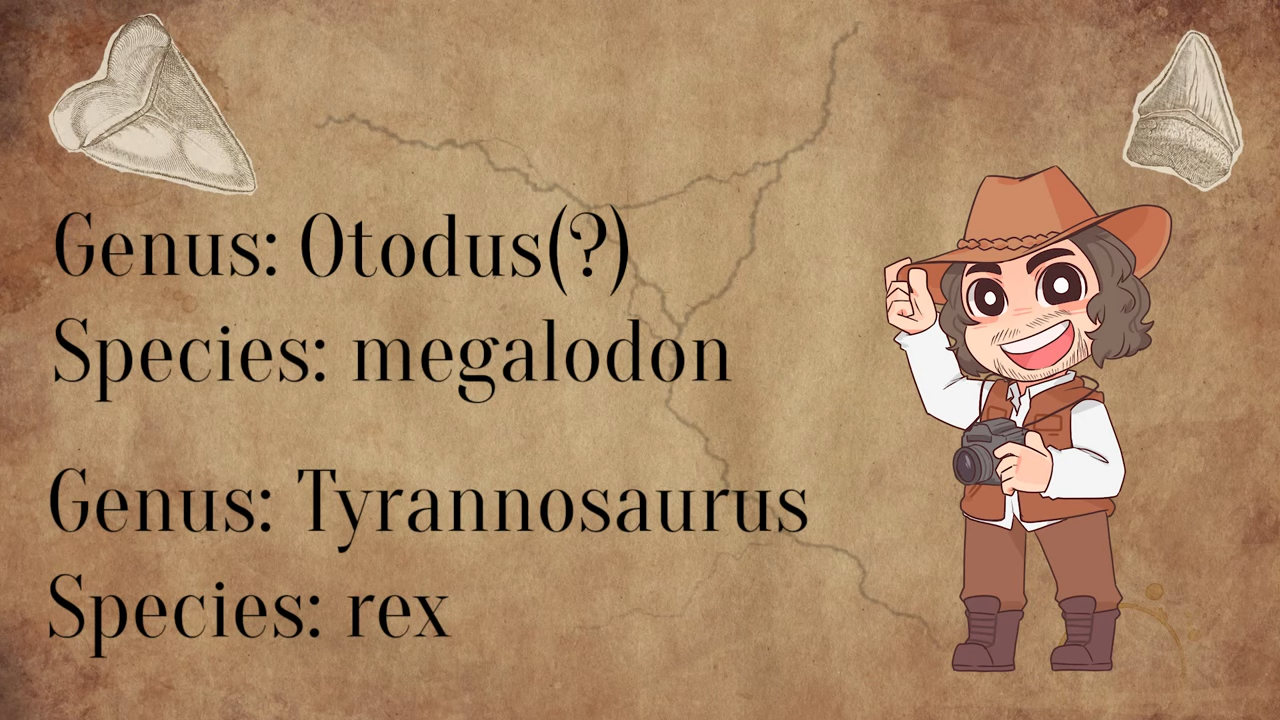 Genus: Otodus(?)
Species: megalodon
Genus: Tyrannosaurus
Species: rex